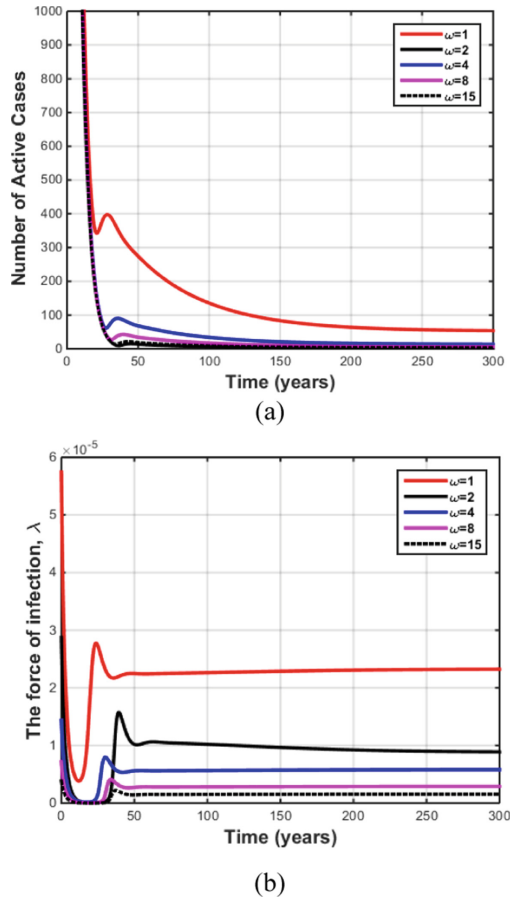 1000
900
800
700
600
500
400
300
200
100
0
Number of Active Cases
ω=1
ω=2
ω=4
ω=8
ω=15
0 50 100 150 200 250 300
Time (years)
(a)
×10-5
6
5
4
3
2
1
0
The force of infection, λ
ω=1
ω=2
ω=4
ω=8
ω=15
0 50 100 150 200 250 300
Time (years)
(b)